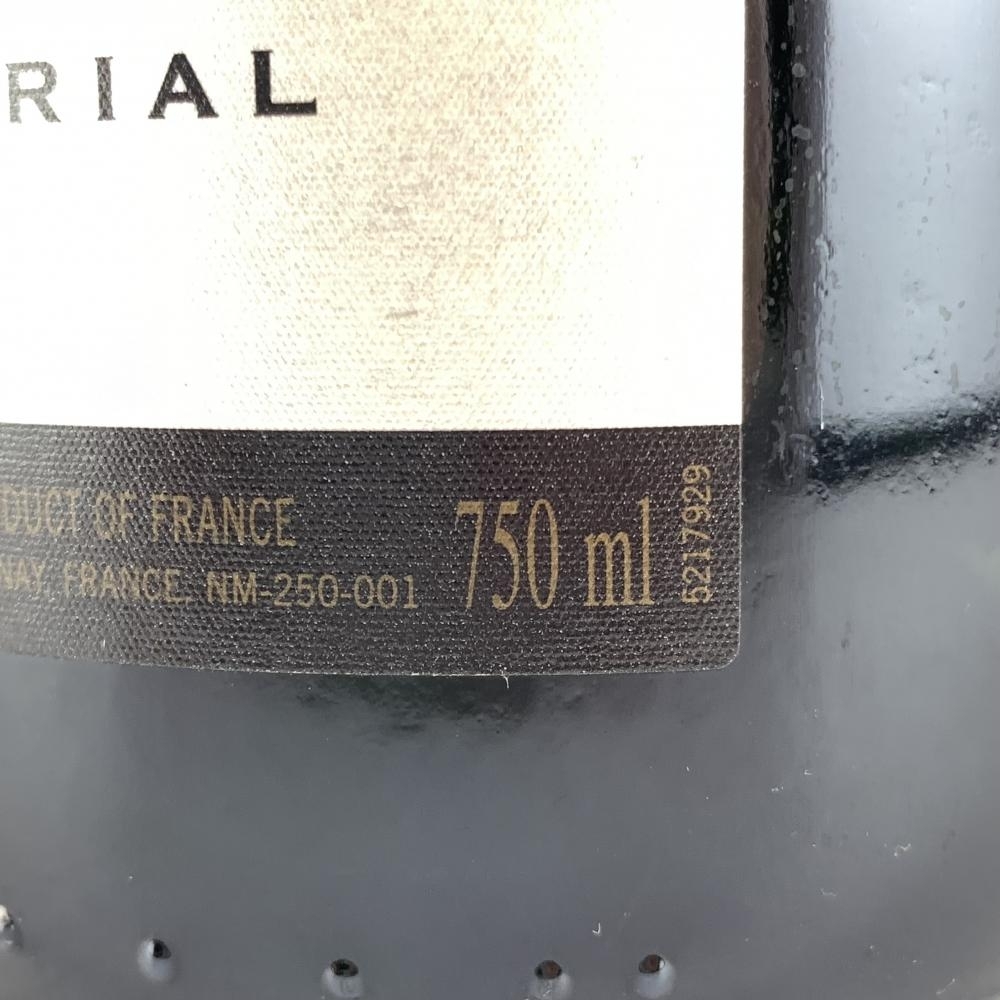 RIAL
DUCT OF FRANCE
NAY, FRANCE. NM-250-001
750 ml
5217929